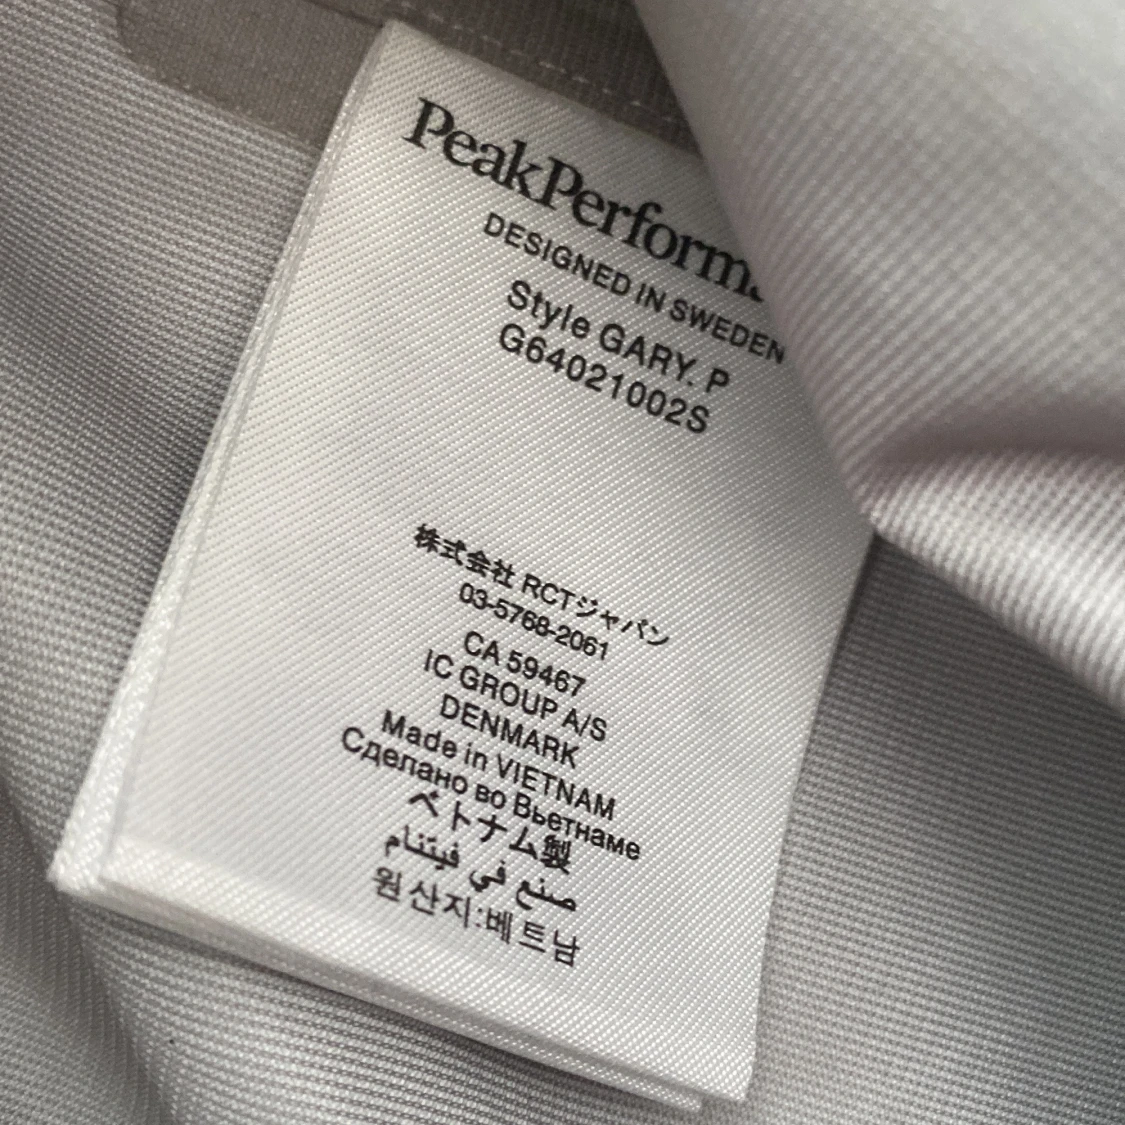 PeakPerforma
DESIGNED IN SWEDEN
Style GARY. P
G64021002S
株式会社 RCTジャパン
03-5768-2061
CA 59467
IC GROUP A/S
DENMARK
Made in VIETNAM
Сделано во Вьетнаме
ベトナム製
صنع في فيتنام
원산지:베트남